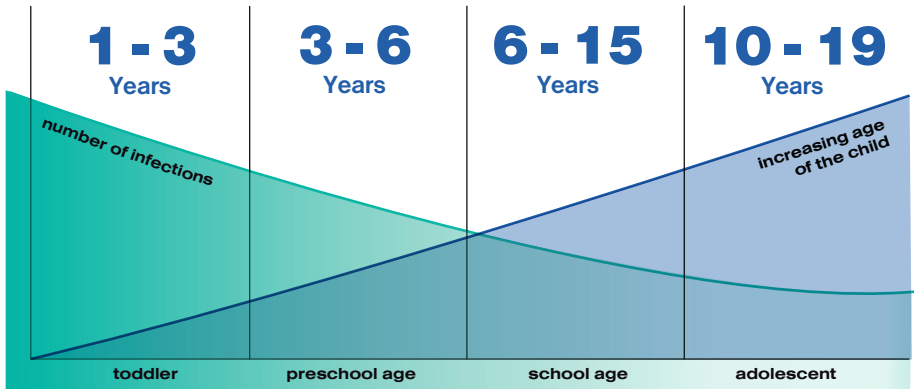 1 - 3
Years
3 - 6
Years
6 - 15
Years
10 - 19
Years
number of infections
increasing age
of the child
toddler
preschool age
school age
adolescent